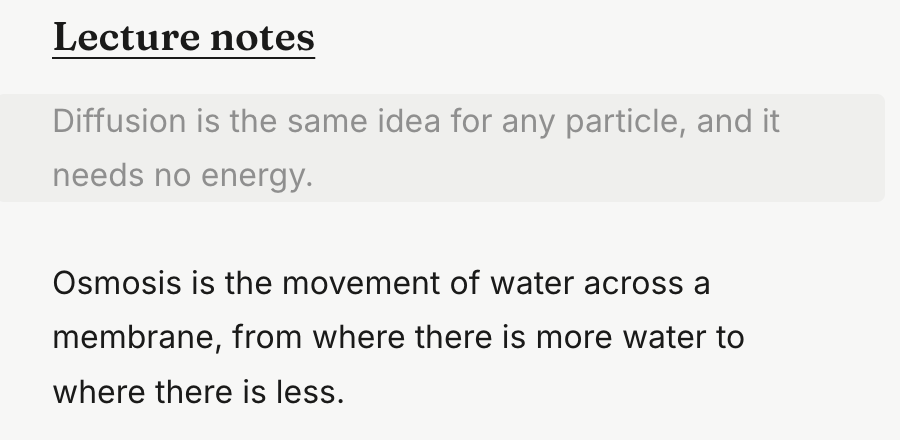 Lecture notes
Diffusion is the same idea for any particle, and it
needs no energy.
Osmosis is the movement of water across a
membrane, from where there is more water to
where there is less.